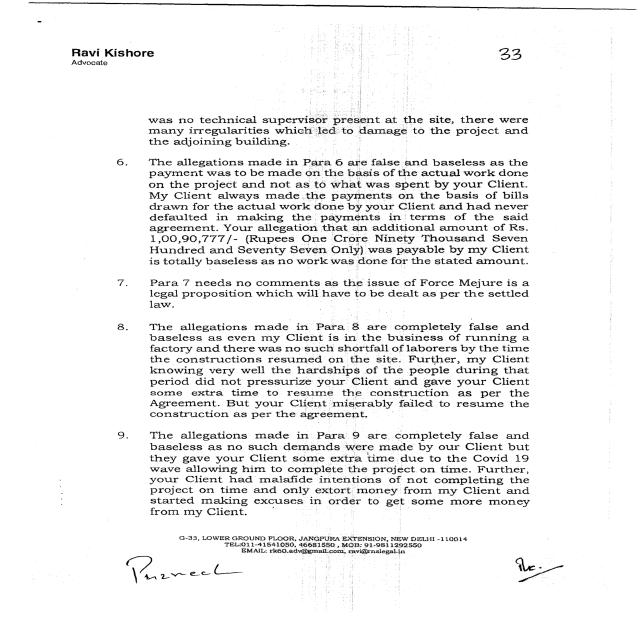 Ravi Kishore
Advocate
33
was no technical supervisor present at the site, there were
many irregularities which led to damage to the project and
the adjoining building.
6. The allegations made in Para 6 are false and baseless as the
payment was to be made on the basis of the actual work done
on the project and not as to what was spent by your Client.
My Client always made the payments on the basis of bills
drawn for the actual work done by your Client and had never
defaulted in making the payments in terms of the said
agreement. Your allegation that an additional amount of Rs.
1,00,90,777/- (Rupees One Crore Ninety Thousand Seven
Hundred and Seventy Seven Only) was payable by my Client
is totally baseless as no work was done for the stated amount.
7. Para 7 needs no comments as the issue of Force Mejure is a
legal proposition which will have to be dealt as per the settled
law.
8. The allegations made in Para 8 are completely false and
baseless as even my Client is in the business of running a
factory and there was no such shortfall of laborers by the time
the constructions resumed on the site. Further, my Client
knowing very well the hardships of the people during that
period did not pressurize your Client and gave your Client
some extra time to resume the construction as per the
Agreement. But your Client miserably failed to resume the
construction as per the agreement.
9. The allegations made in Para 9 are completely false and
baseless as no such demands were made by our Client but
they gave your Client some extra time due to the Covid 19
wave allowing him to complete the project on time. Further,
your Client had malafide intentions of not completing the
project on time and only extort money from my Client and
started making excuses in order to get some more money
from my Client.
G-33, LOWER GROUND FLOOR, JANGPURA EXTENSION, NEW DELHI -110014
TEL:011-41541050, 46681550 , MOB: 91-9811292550
EMAIL: rk60.adv@gmail.com, ravi@rnslegal.in